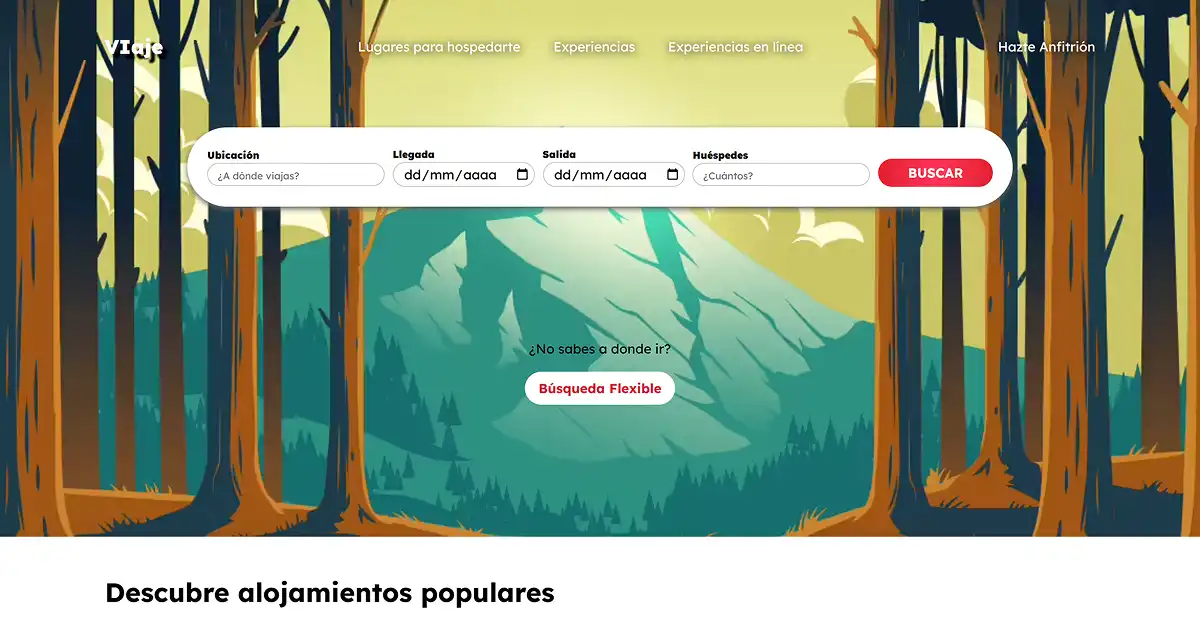 VIaje
Lugares para hospedarte
Experiencias
Experiencias en línea
Hazte Anfitrión
Ubicación
Llegada
Salida
Huéspedes
¿A dónde viajas?
dd/mm/aaaa
dd/mm/aaaa
¿Cuántos?
BUSCAR
¿No sabes a donde ir?
Búsqueda Flexible
Descubre alojamientos populares